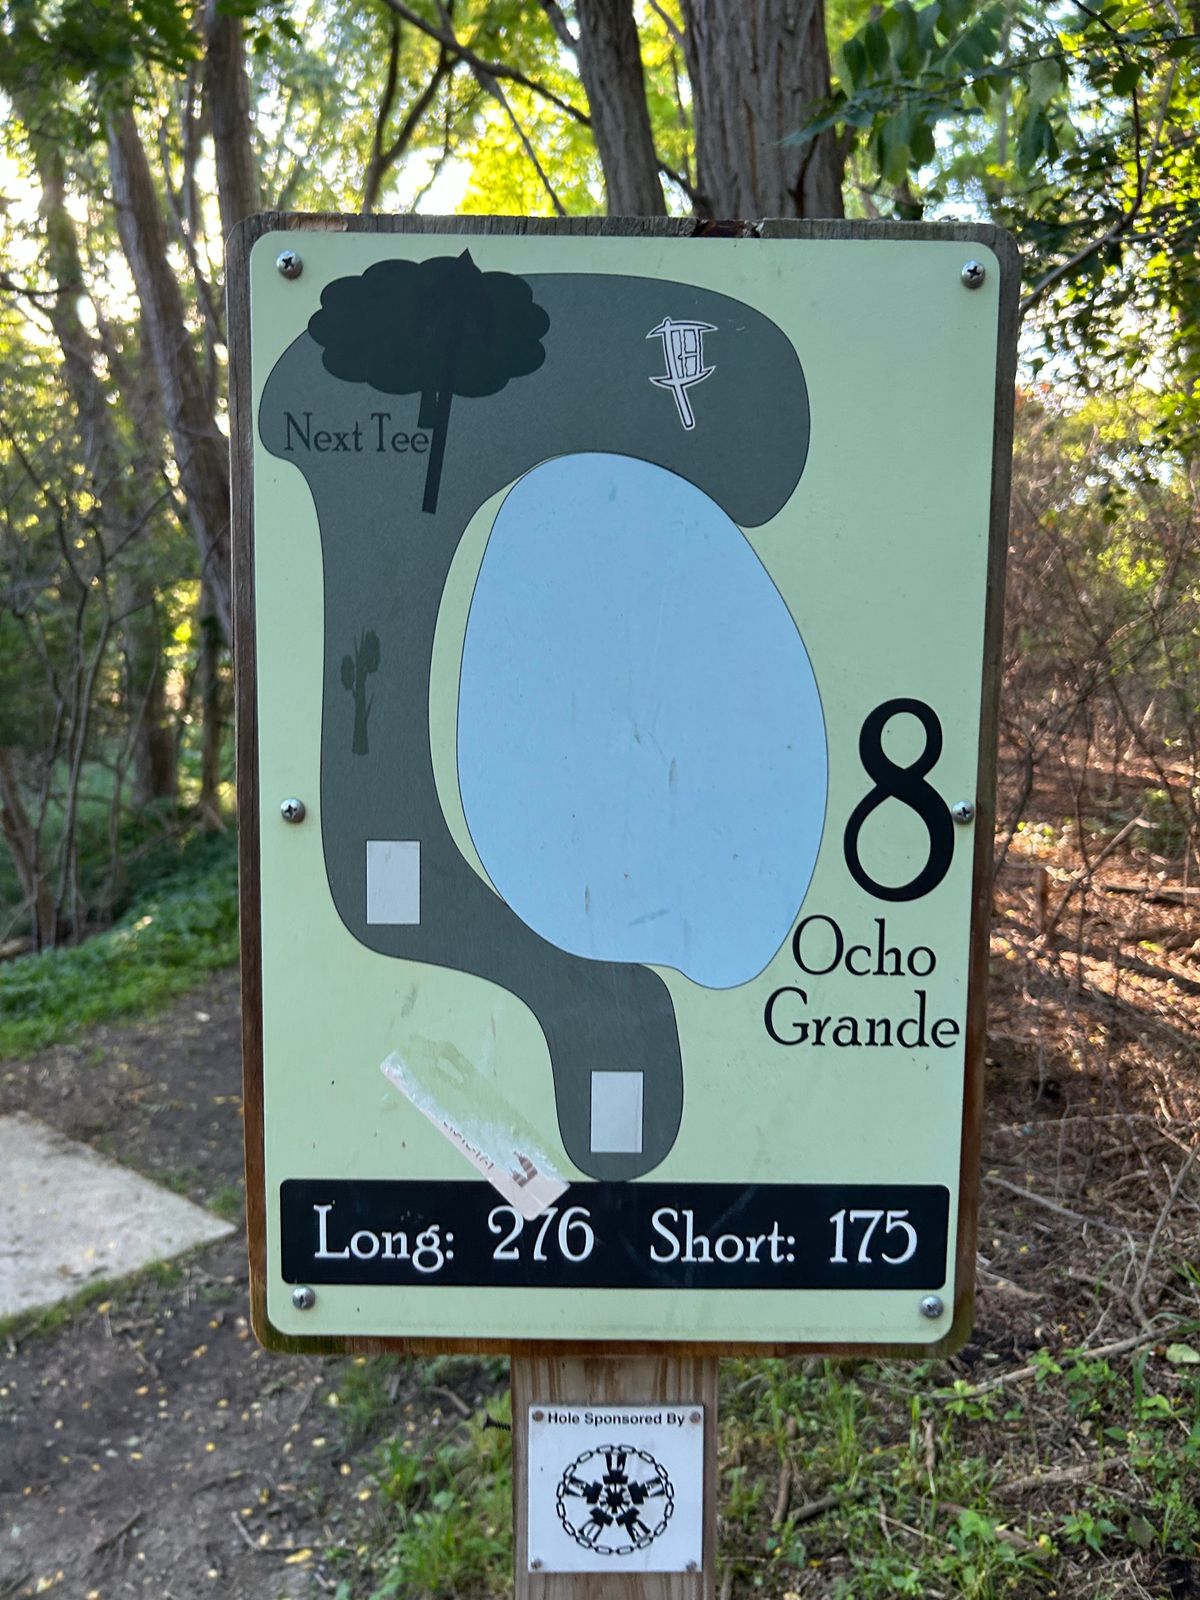 Next Tee
8
Ocho
Grande
Long: 276 Short: 175
Hole Sponsored By